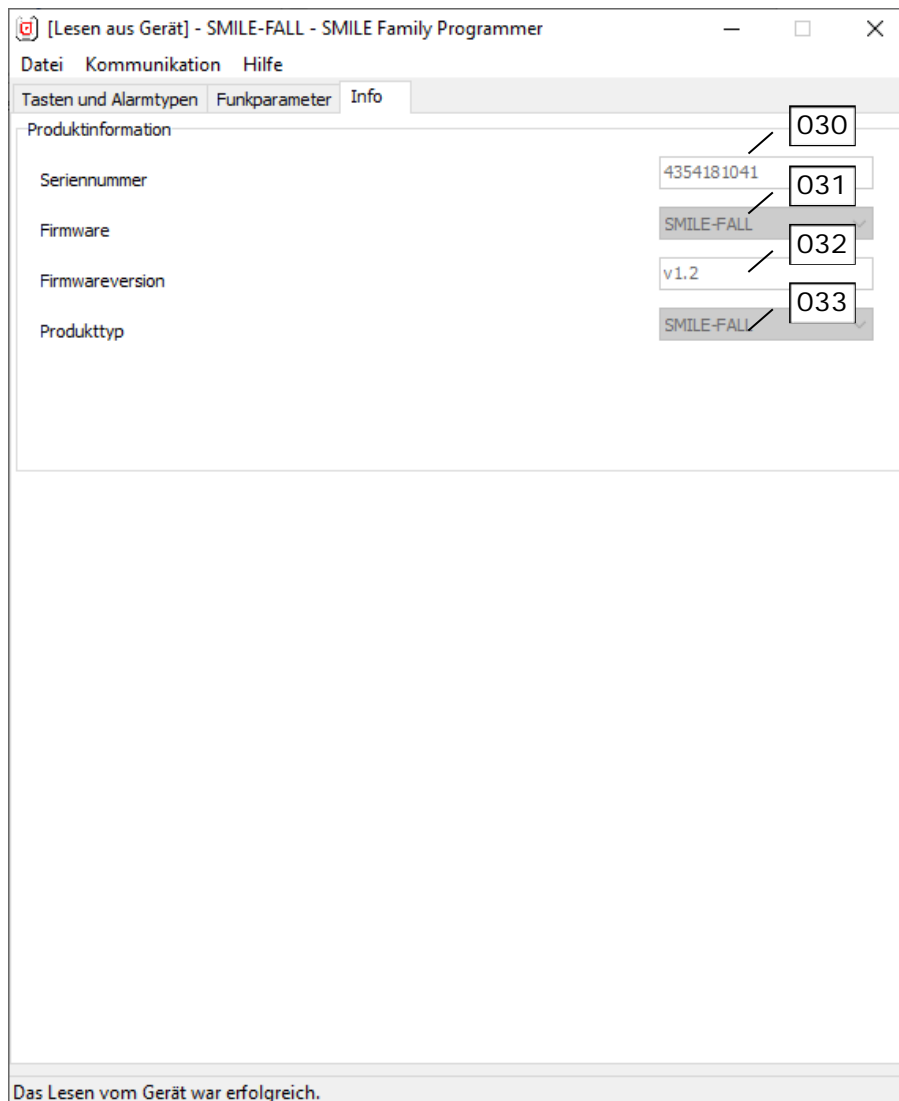 [Lesen aus Gerät] - SMILE-FALL - SMILE Family Programmer
Datei Kommunikation Hilfe
Tasten und Alarmtypen Funkparameter Info
Produktinformation
030
Seriennummer 4354181041
031
Firmware SMILE-FALL
032
Firmwareversion v1.2
033
Produkttyp SMILE-FALL
Das Lesen vom Gerät war erfolgreich.